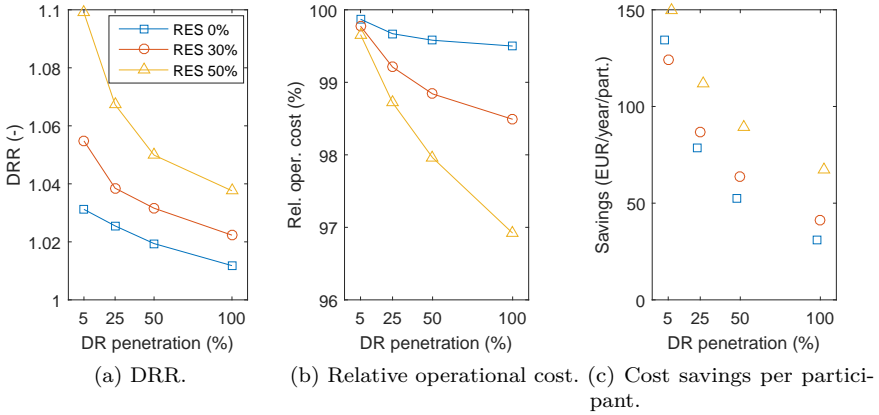 1.1
1.08
1.06
1.04
1.02
1
DRR (-)
5 25 50 100
DR penetration (%)
RES 0%
RES 30%
RES 50%
(a) DRR.
100
99
98
97
96
Rel. oper. cost (%)
5 25 50 100
DR penetration (%)
(b) Relative operational cost.
150
100
50
0
Savings (EUR/year/part.)
5 25 50 100
DR penetration (%)
(c) Cost savings per partici-
pant.